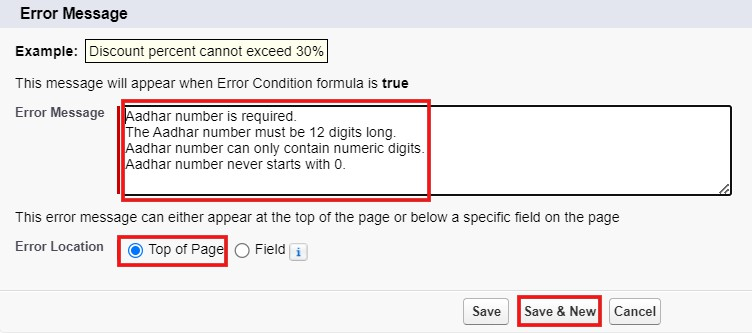 Error Message
Example: Discount percent cannot exceed 30%
This message will appear when Error Condition formula is true
Error Message
Aadhar number is required.
The Aadhar number must be 12 digits long.
Aadhar number can only contain numeric digits.
Aadhar number never starts with 0.
This error message can either appear at the top of the page or below a specific field on the page
Error Location Top of Page Field i
Save Save & New Cancel